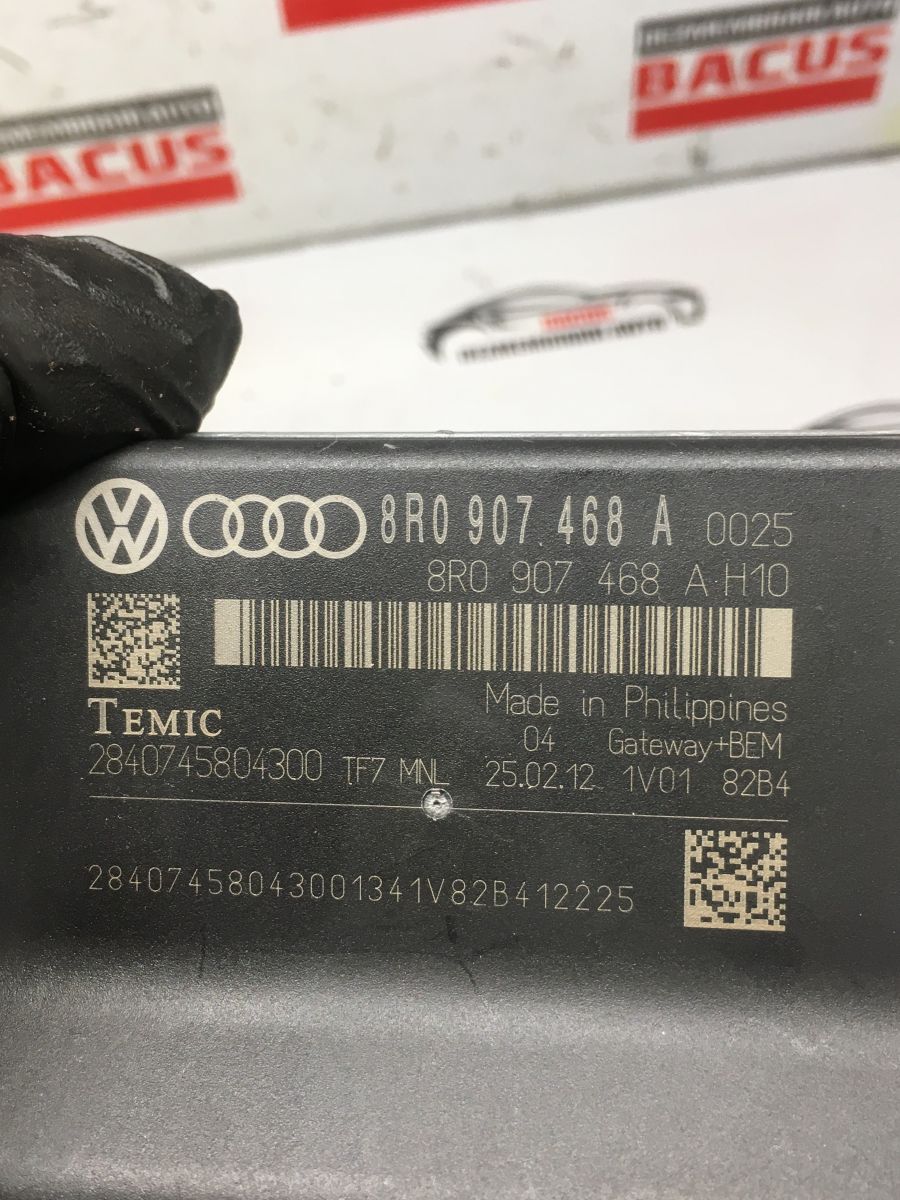 BACUS
BACUS
8R0 907 468 A 0025
8R0 907 468 A H10
TEMIC
Made in Philippines
04 Gateway+BEM
2840745804300 TF7 MNL 25.02.12 1V01 82B4
28407458043001341V82B412225